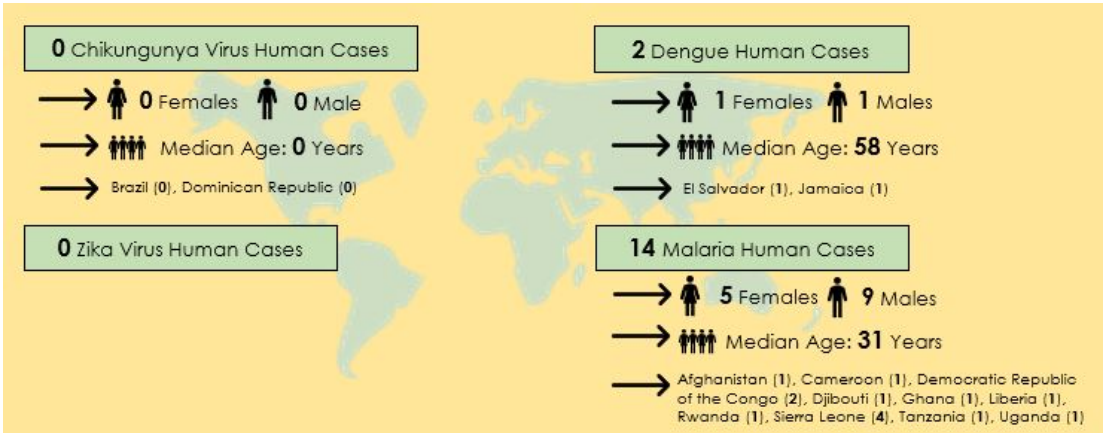 0 Chikungunya Virus Human Cases
0 Females 0 Male
Median Age: 0 Years
Brazil (0), Dominican Republic (0)
0 Zika Virus Human Cases
2 Dengue Human Cases
1 Females 1 Males
Median Age: 58 Years
El Salvador (1), Jamaica (1)
14 Malaria Human Cases
5 Females 9 Males
Median Age: 31 Years
Afghanistan (1), Cameroon (1), Democratic Republic
of the Congo (2), Djibouti (1), Ghana (1), Liberia (1),
Rwanda (1), Sierra Leone (4), Tanzania (1), Uganda (1)